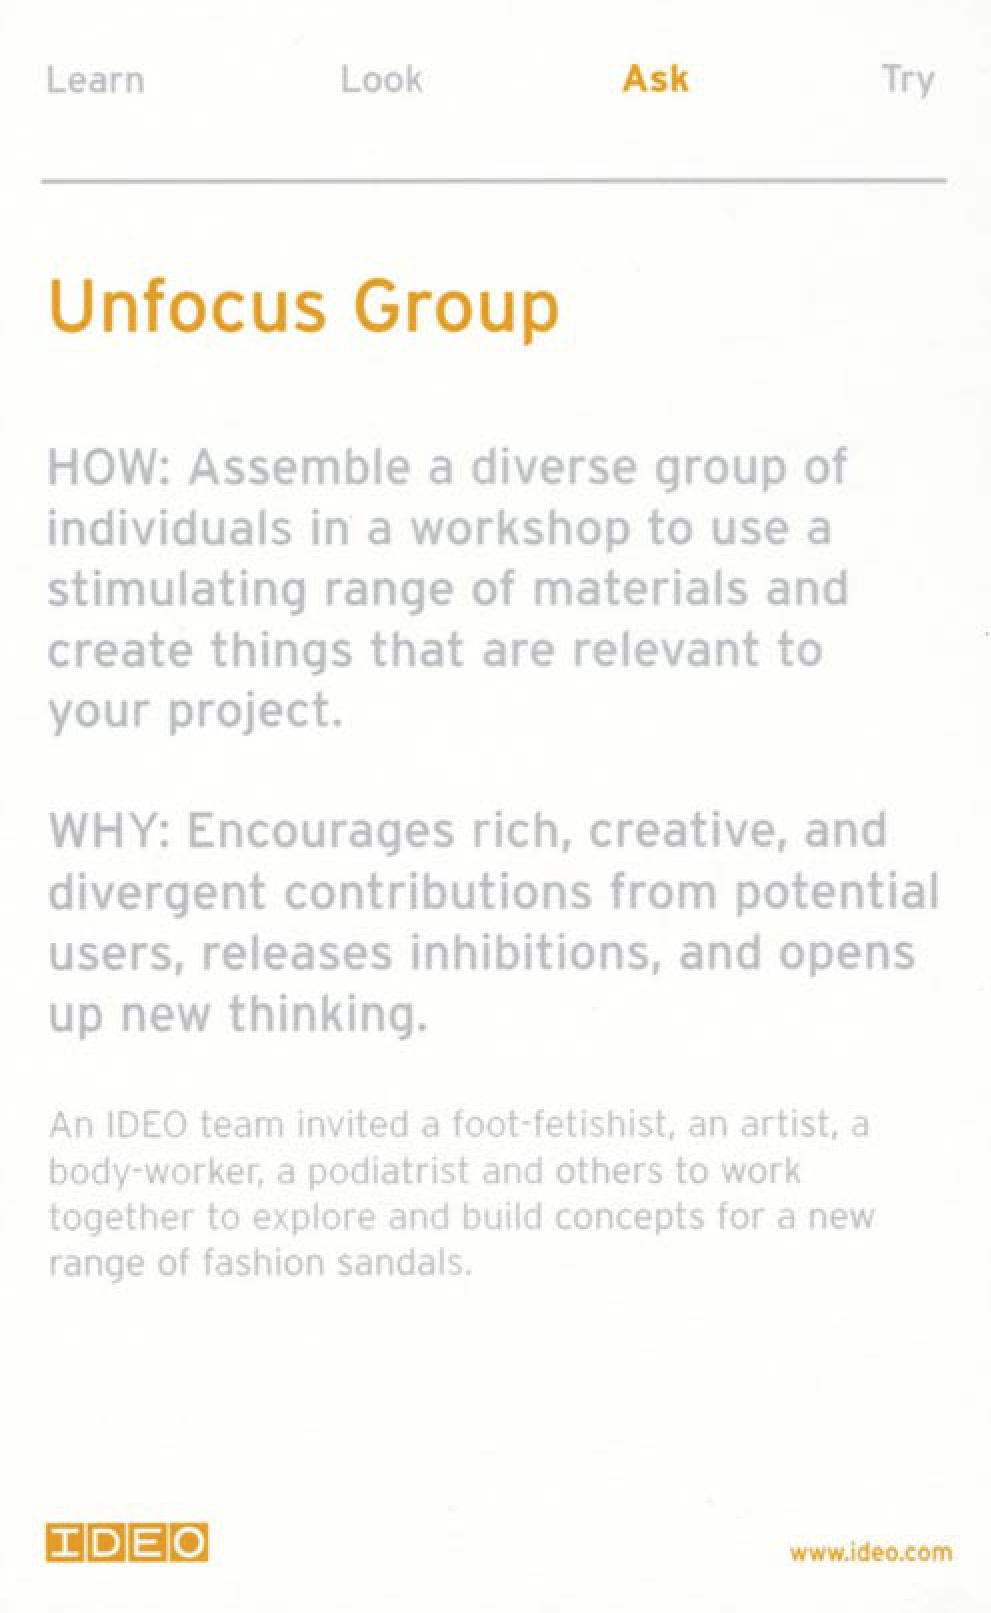 Learn Look Ask Try
Unfocus Group
HOW: Assemble a diverse group of
individuals in a workshop to use a
stimulating range of materials and
create things that are relevant to
your project.
WHY: Encourages rich, creative, and
divergent contributions from potential
users, releases inhibitions, and opens
up new thinking.
An IDEO team invited a foot-fetishist, an artist, a
body-worker, a podiatrist and others to work
together to explore and build concepts for a new
range of fashion sandals.
IDEO www.ideo.com